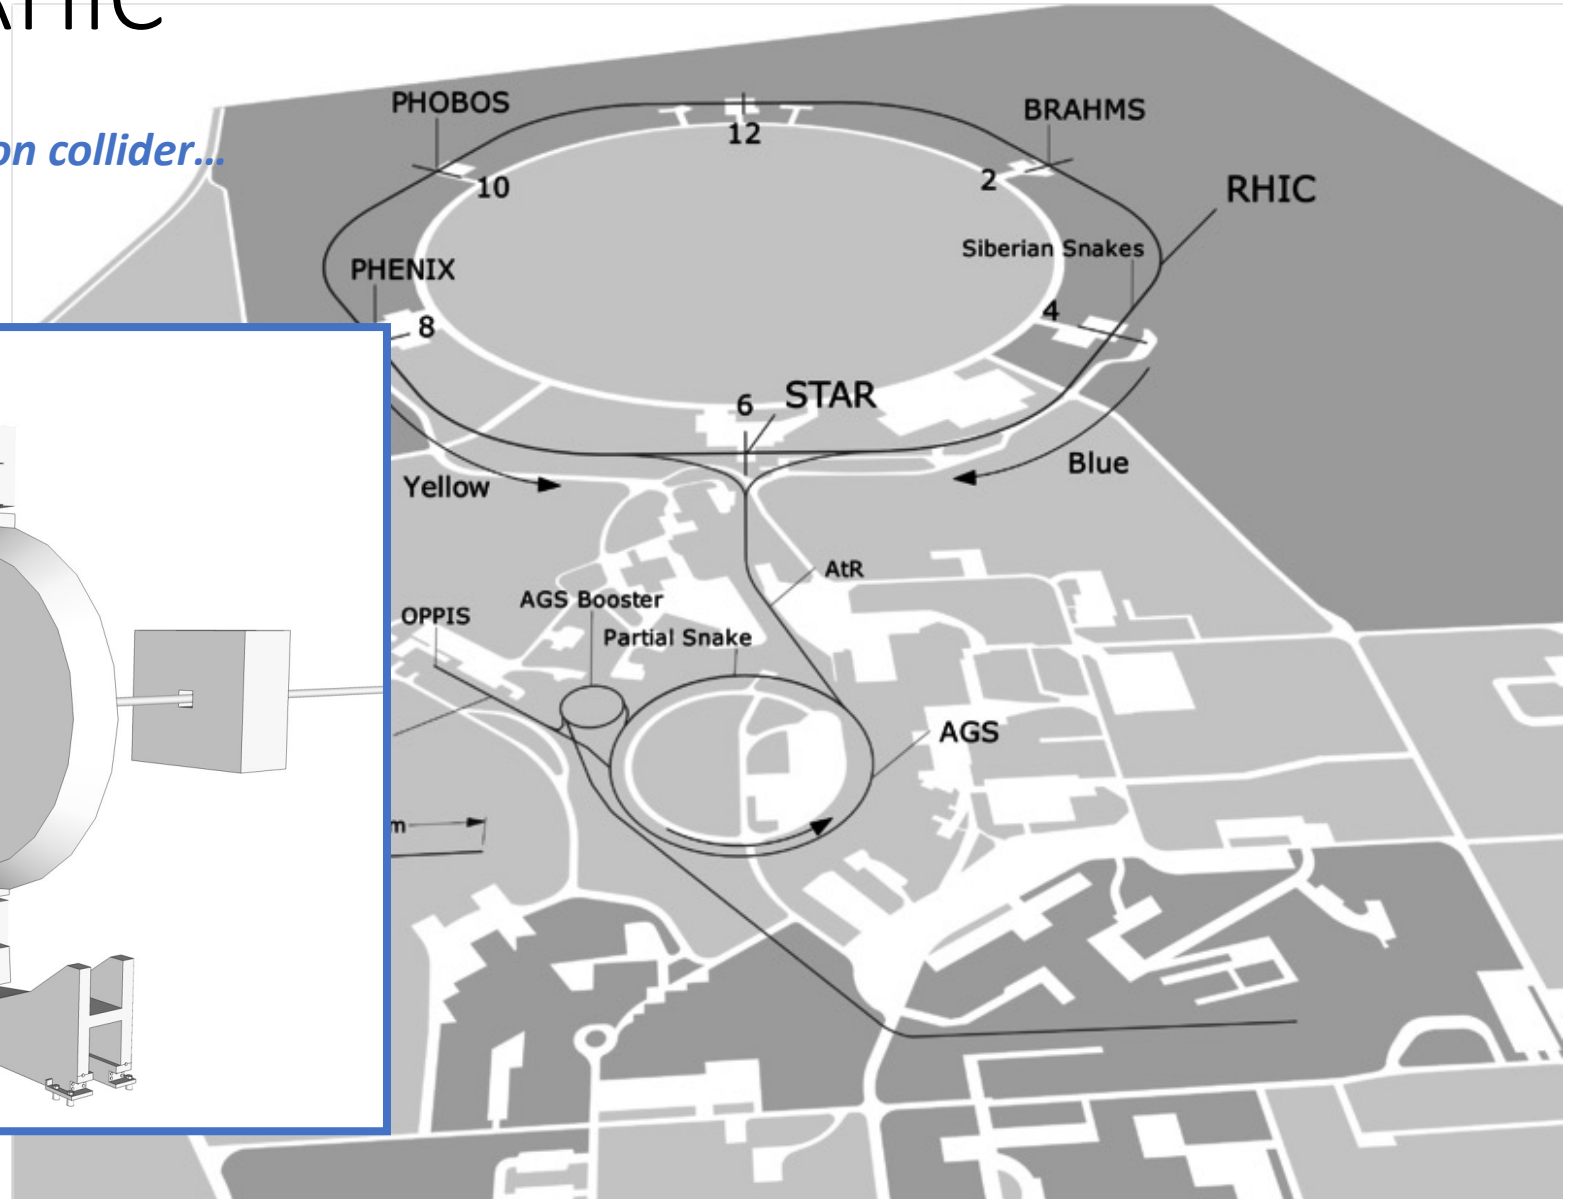 on collider…
PHOBOS
BRAHMS
12
10
2
RHIC
Siberian Snakes
PHENIX
4
8
6
STAR
Yellow
Blue
AtR
AGS Booster
OPPIS
Partial Snake
AGS
m